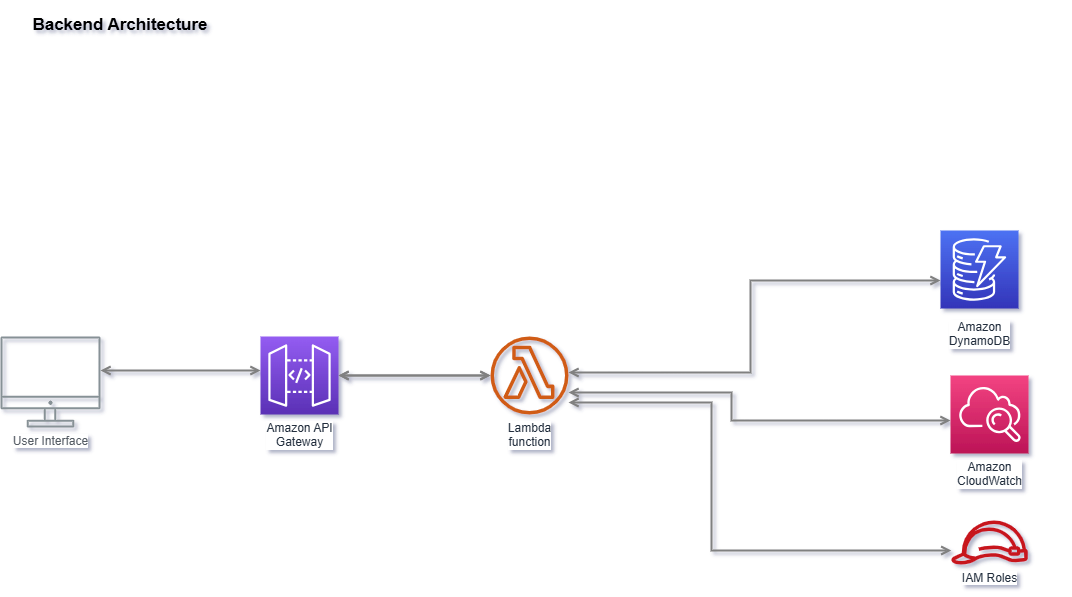 Backend Architecture
Amazon
DynamoDB
User Interface
Amazon API
Gateway
</>
Lambda
function
Amazon
CloudWatch
IAM Roles